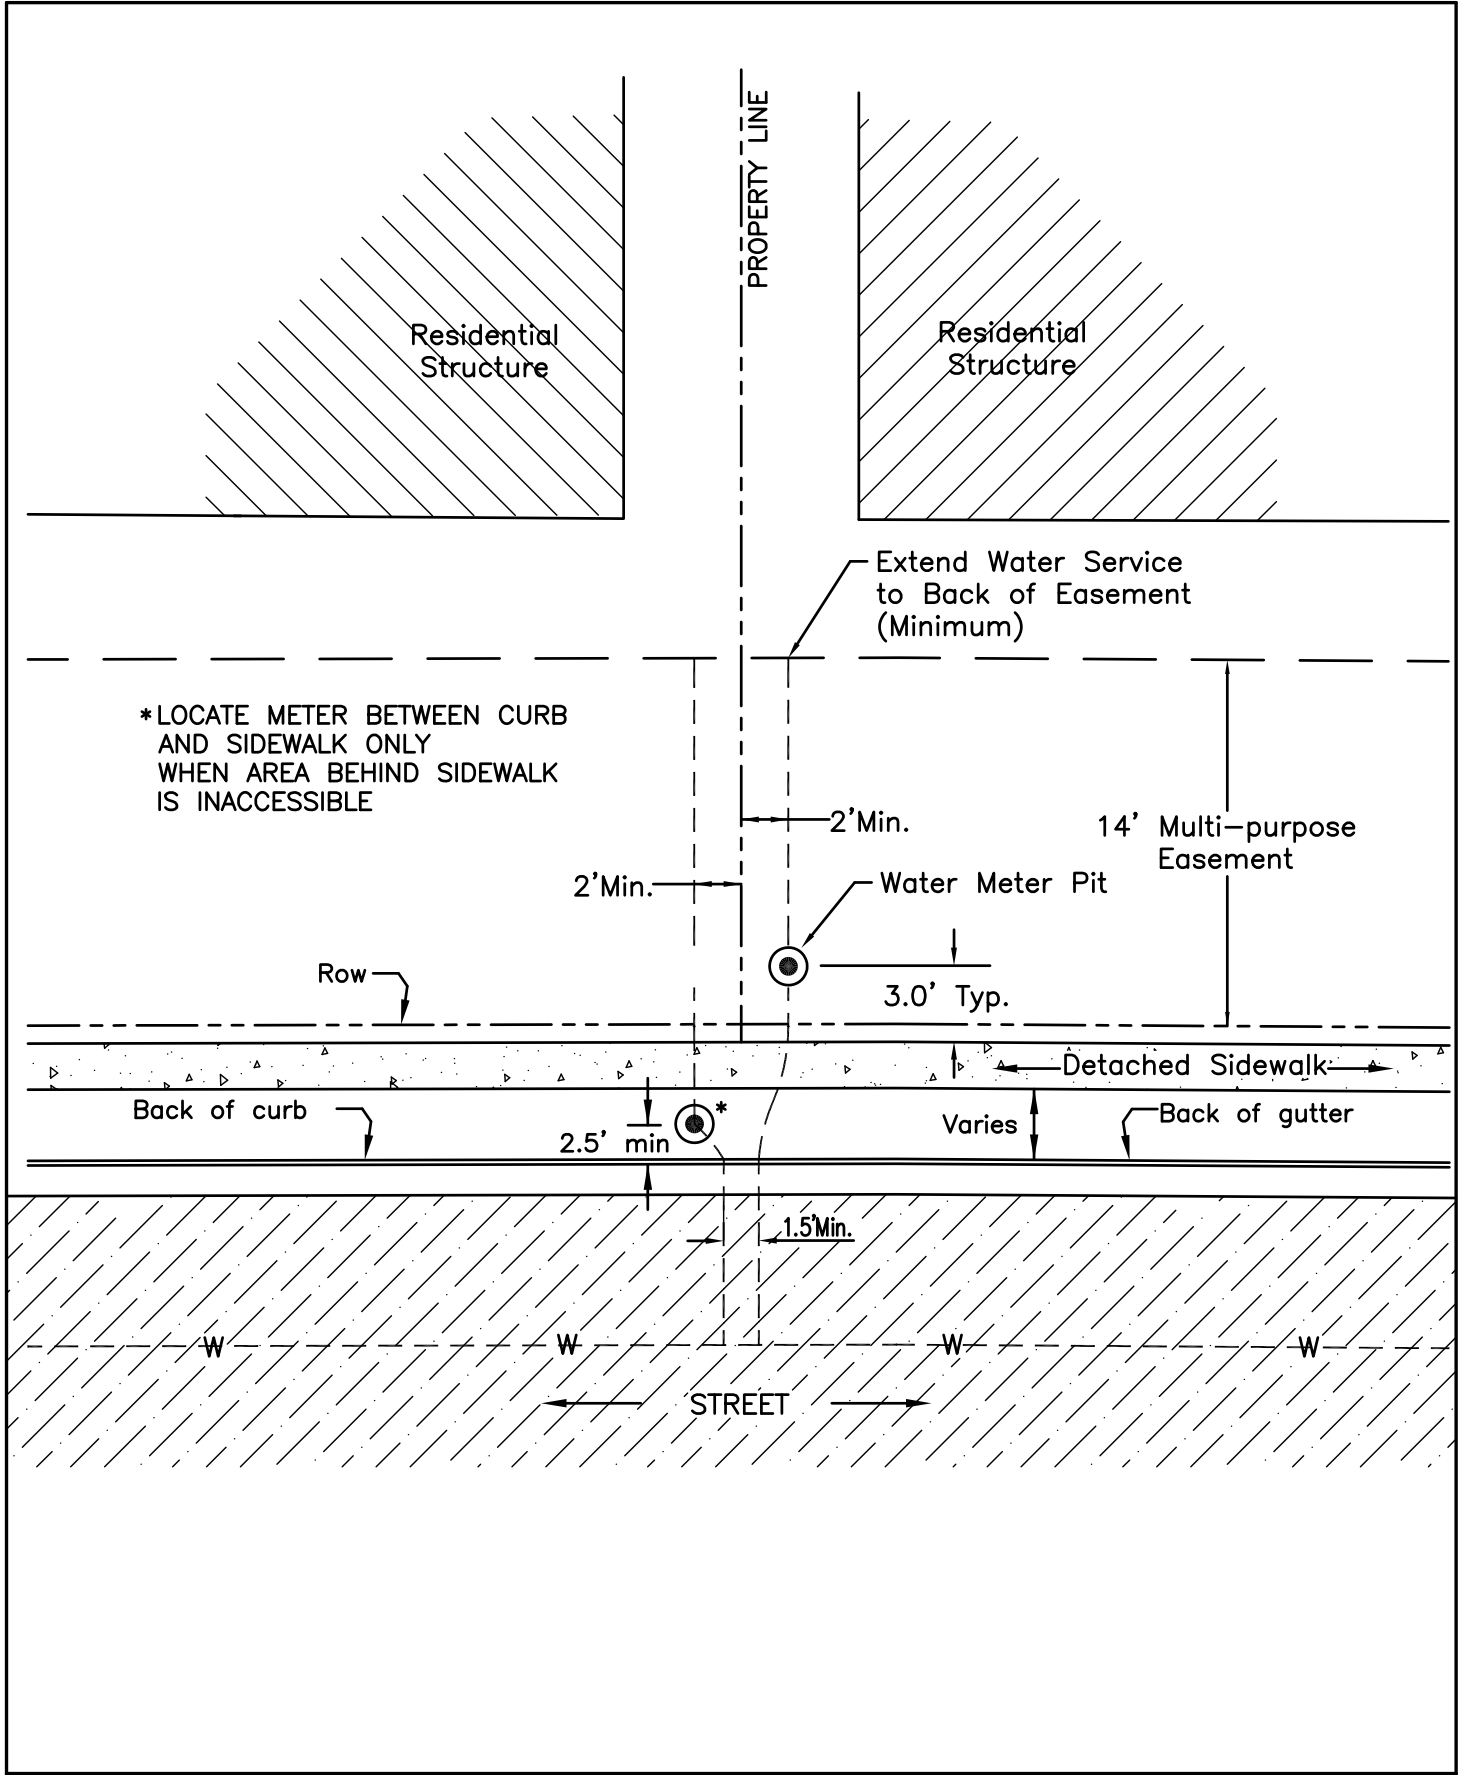 PROPERTY LINE
Residential
Structure
Residential
Structure
Extend Water Service
to Back of Easement
(Minimum)
*LOCATE METER BETWEEN CURB
AND SIDEWALK ONLY
WHEN AREA BEHIND SIDEWALK
IS INACCESSIBLE
2'Min.
14' Multi-purpose
Easement
2'Min.
Water Meter Pit
Row
3.0' Typ.
Detached Sidewalk
Back of curb
*
Varies
Back of gutter
2.5' min
1.5'Min.
W W W W
STREET